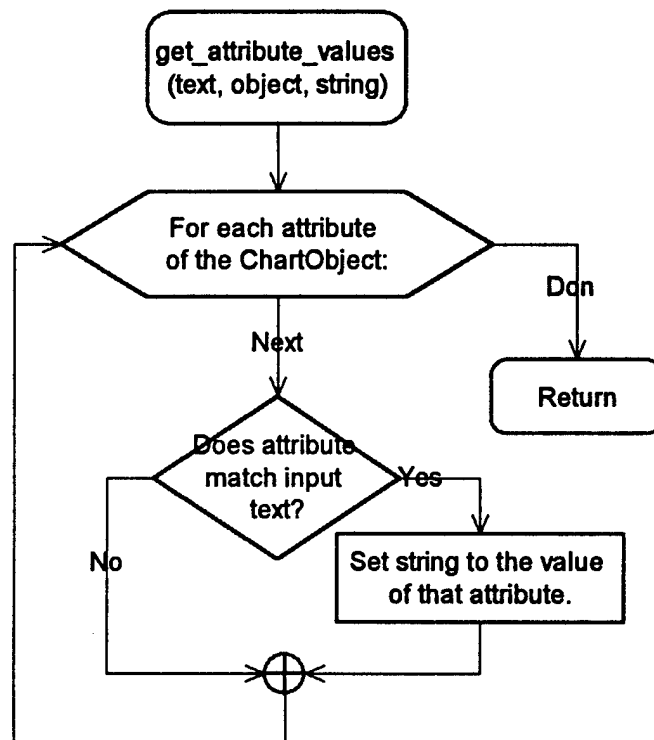 get_attribute_values
(text, object, string)
For each attribute
of the ChartObject:
Don
Next
Return
Does attribute
match input
text?
Yes
No
Set string to the value
of that attribute.